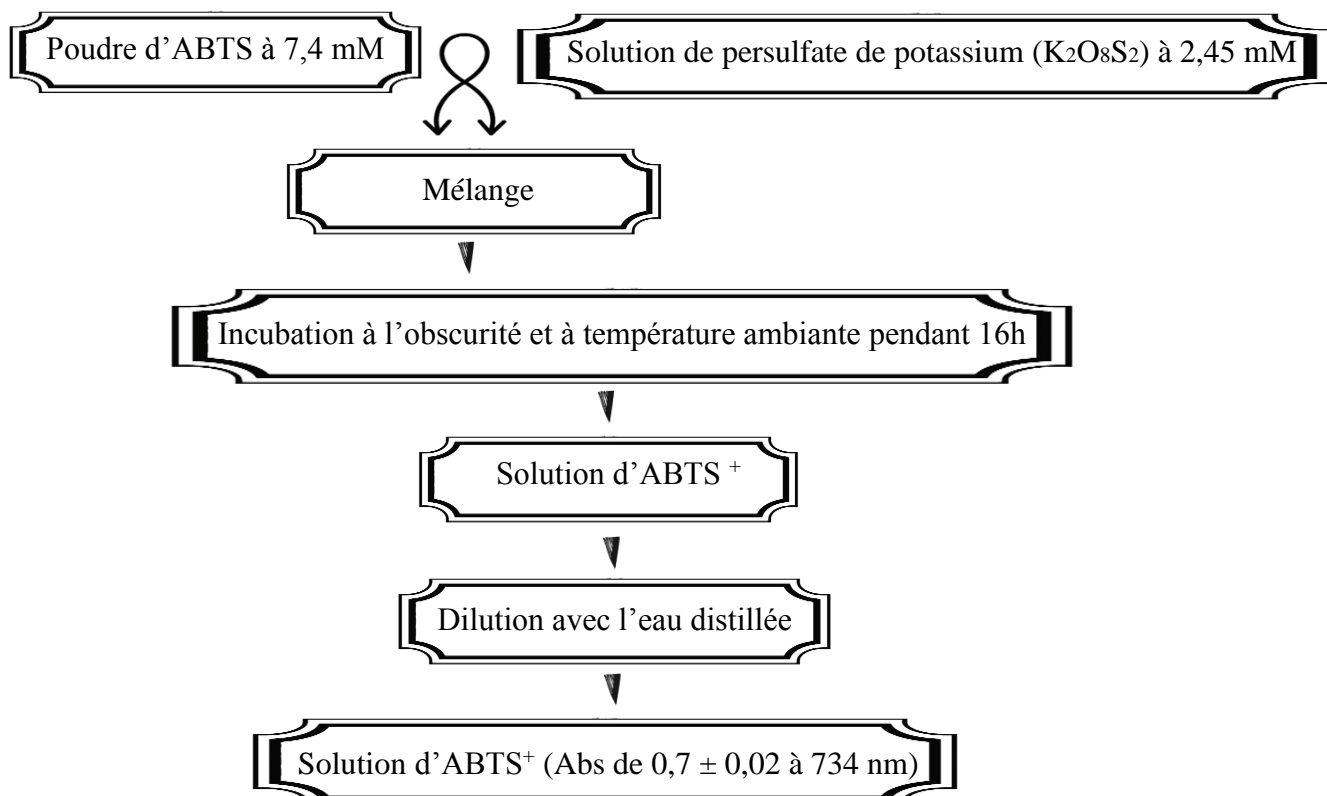 Poudre d’ABTS à 7,4 mM
Solution de persulfate de potassium (K2O8S2) à 2,45 mM
Mélange
Incubation à l’obscurité et à température ambiante pendant 16h
Solution d’ABTS +
Dilution avec l’eau distillée
Solution d’ABTS+ (Abs de 0,7 ± 0,02 à 734 nm)